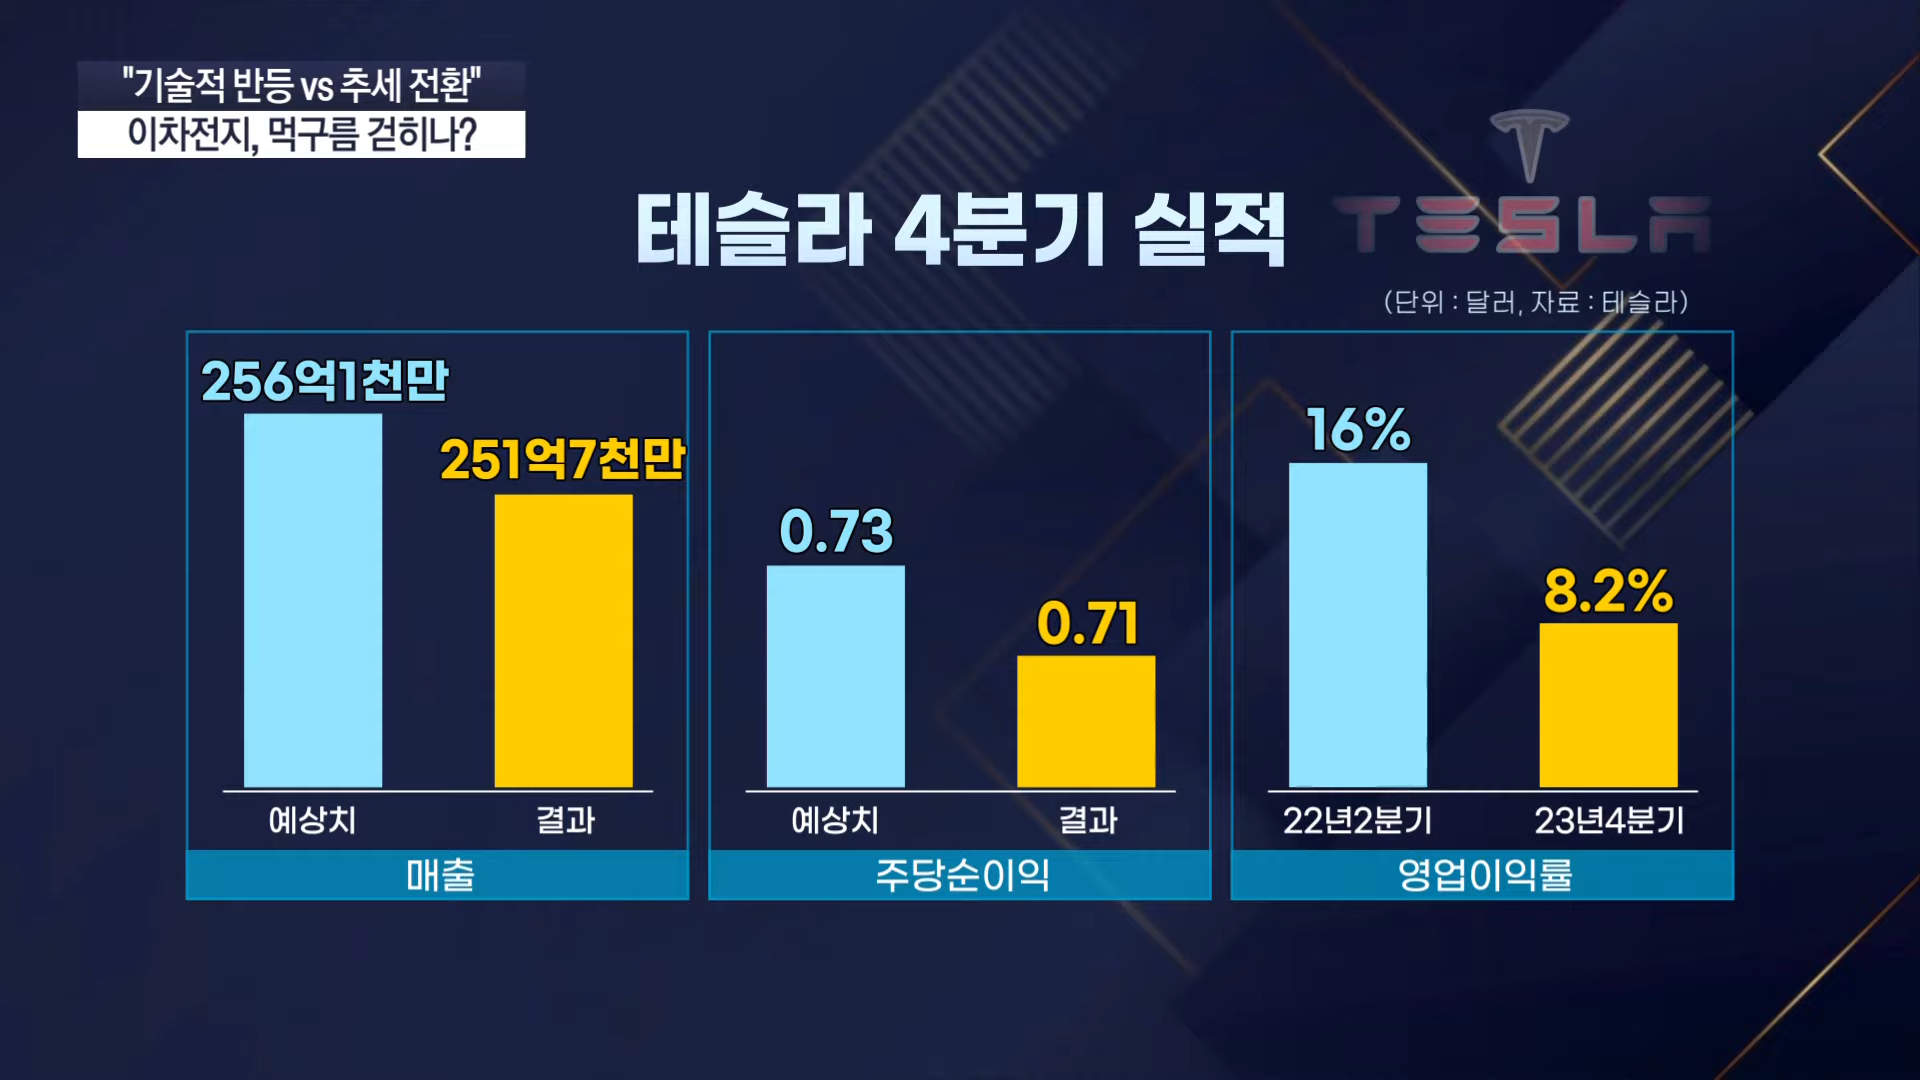 "기술적 반등 vs 추세 전환"
이차전지, 먹구름 걷히나?
테슬라 4분기 실적
TESLA
(단위 : 달러, 자료 : 테슬라)
256억1천만
251억7천만
예상치
결과
매출
0.73
0.71
예상치
결과
주당순이익
16%
8.2%
22년2분기
23년4분기
영업이익률